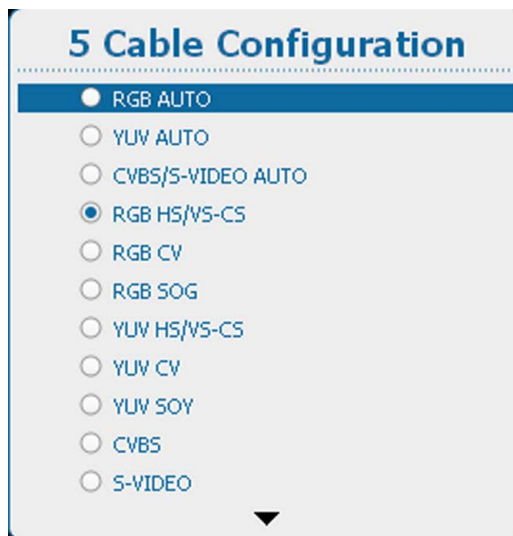 5 Cable Configuration
RGB AUTO
YUV AUTO
CVBS/S-VIDEO AUTO
RGB HS/VS-CS
RGB CV
RGB SOG
YUV HS/VS-CS
YUV CV
YUV SOY
CVBS
S-VIDEO